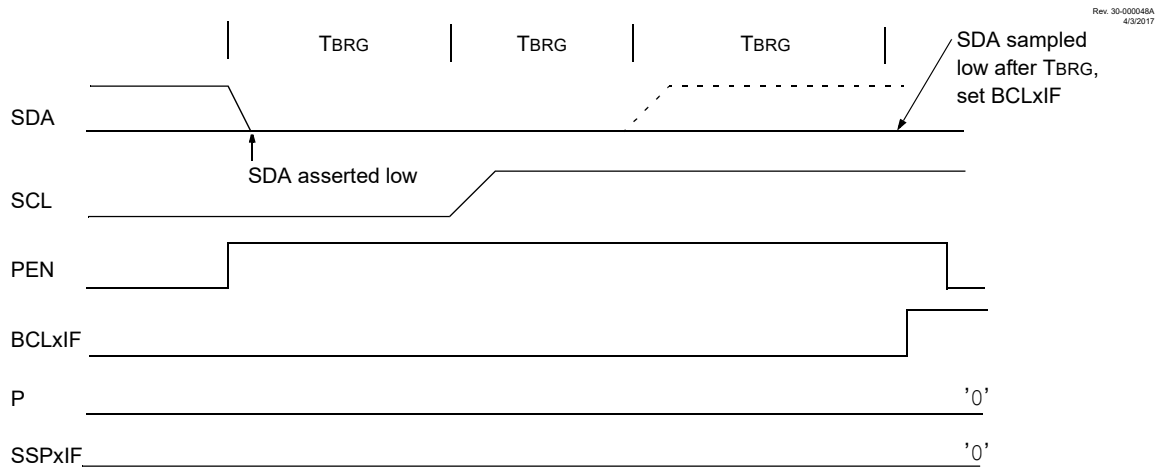 Rev. 30-000048A
4/3/2017
TBRG
TBRG
TBRG
SDA sampled
low after TBRG,
set BCLxIF
SDA
SDA asserted low
SCL
PEN
BCLxIF
P
'0'
SSPxIF
'0'